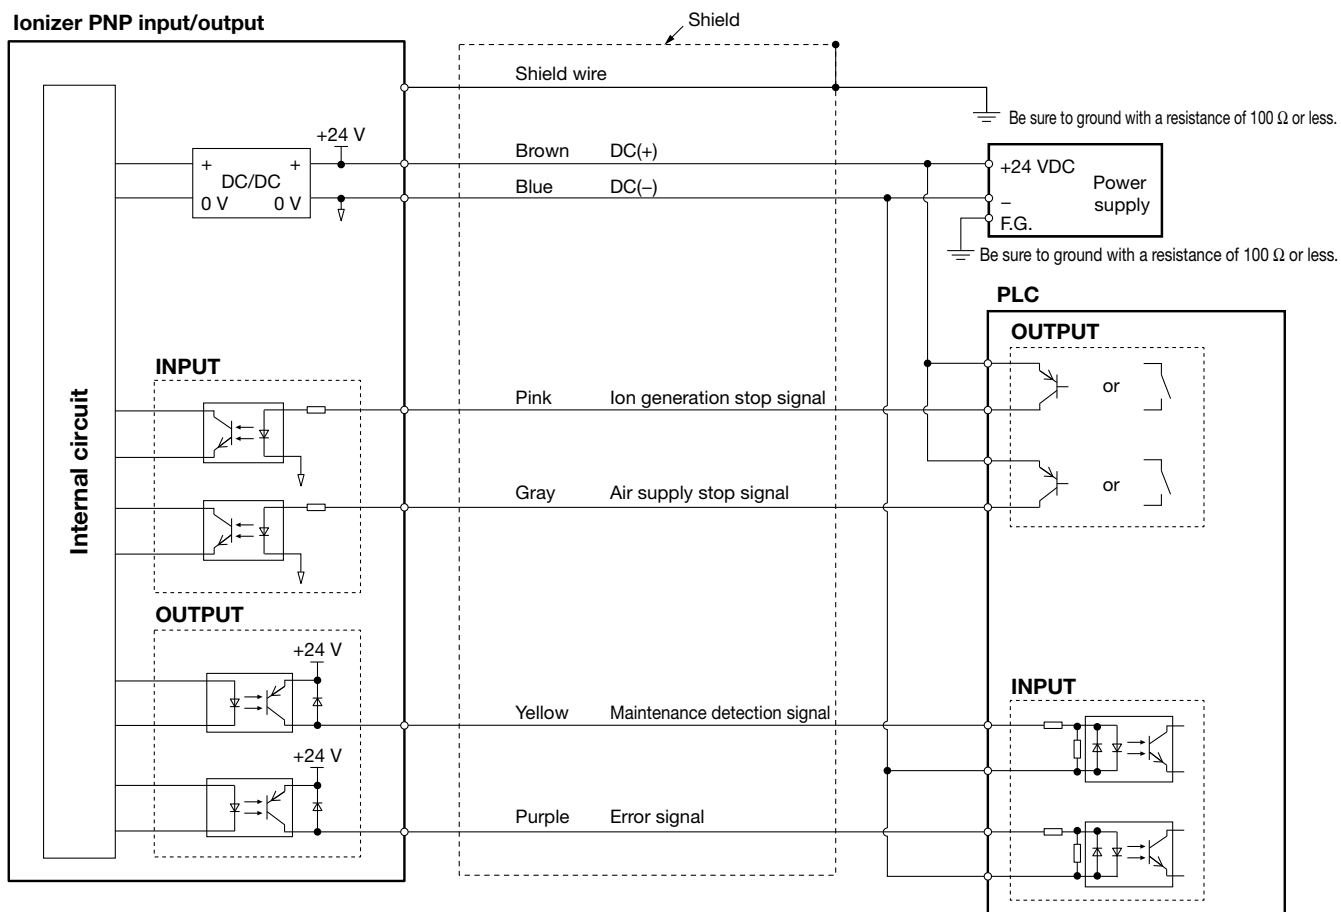 Ionizer PNP input/output
Shield
Shield wire
Be sure to ground with a resistance of 100 Ω or less.
+24 V
Brown DC(+)
Blue DC(−)
+ +
DC/DC
0 V 0 V
+24 VDC
−
F.G.
Power
supply
Be sure to ground with a resistance of 100 Ω or less.
PLC
OUTPUT
or
or
INPUT
Pink Ion generation stop signal
Gray Air supply stop signal
Internal circuit
OUTPUT
+24 V
Yellow Maintenance detection signal
+24 V
Purple Error signal
INPUT